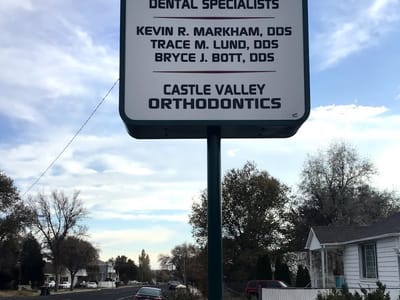 DENTAL SPECIALISTS
KEVIN R. MARKHAM, DDS
TRACE M. LUND, DDS
BRYCE J. BOTT, DDS
CASTLE VALLEY
ORTHODONTICS